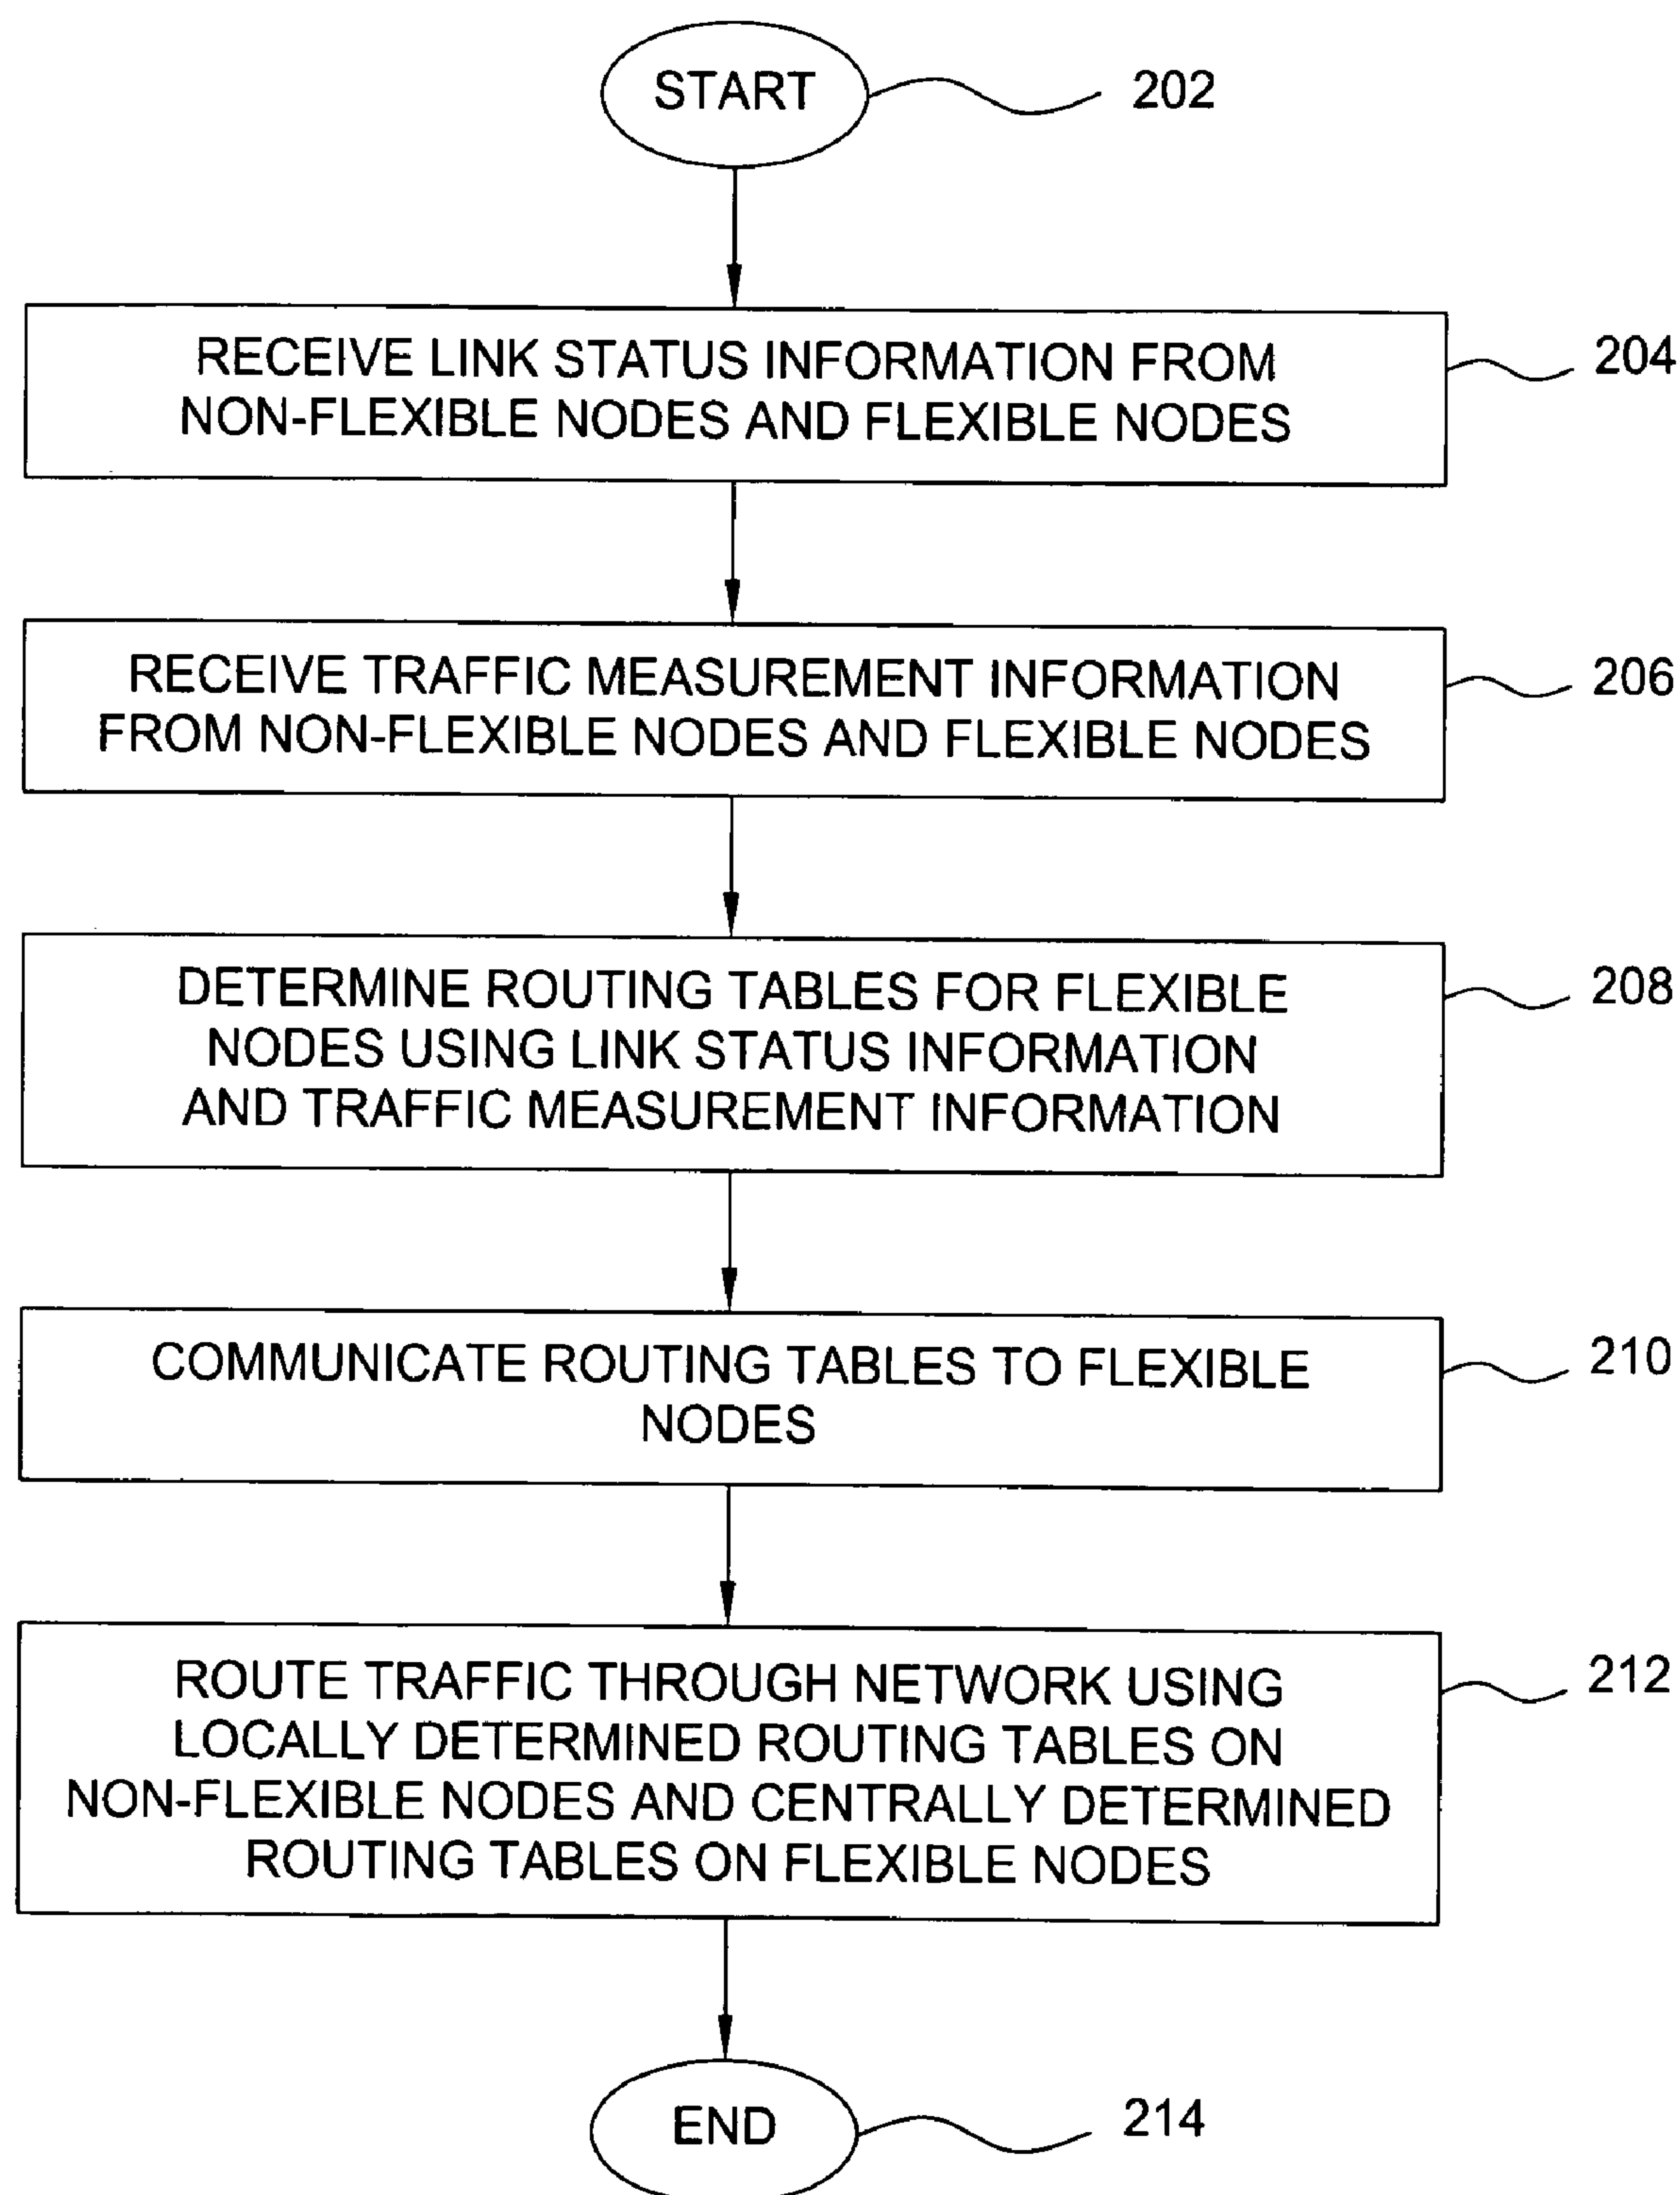 START
202
RECEIVE LINK STATUS INFORMATION FROM
NON-FLEXIBLE NODES AND FLEXIBLE NODES
204
RECEIVE TRAFFIC MEASUREMENT INFORMATION
FROM NON-FLEXIBLE NODES AND FLEXIBLE NODES
206
DETERMINE ROUTING TABLES FOR FLEXIBLE
NODES USING LINK STATUS INFORMATION
AND TRAFFIC MEASUREMENT INFORMATION
208
COMMUNICATE ROUTING TABLES TO FLEXIBLE
NODES
210
ROUTE TRAFFIC THROUGH NETWORK USING
LOCALLY DETERMINED ROUTING TABLES ON
NON-FLEXIBLE NODES AND CENTRALLY DETERMINED
ROUTING TABLES ON FLEXIBLE NODES
212
END
214